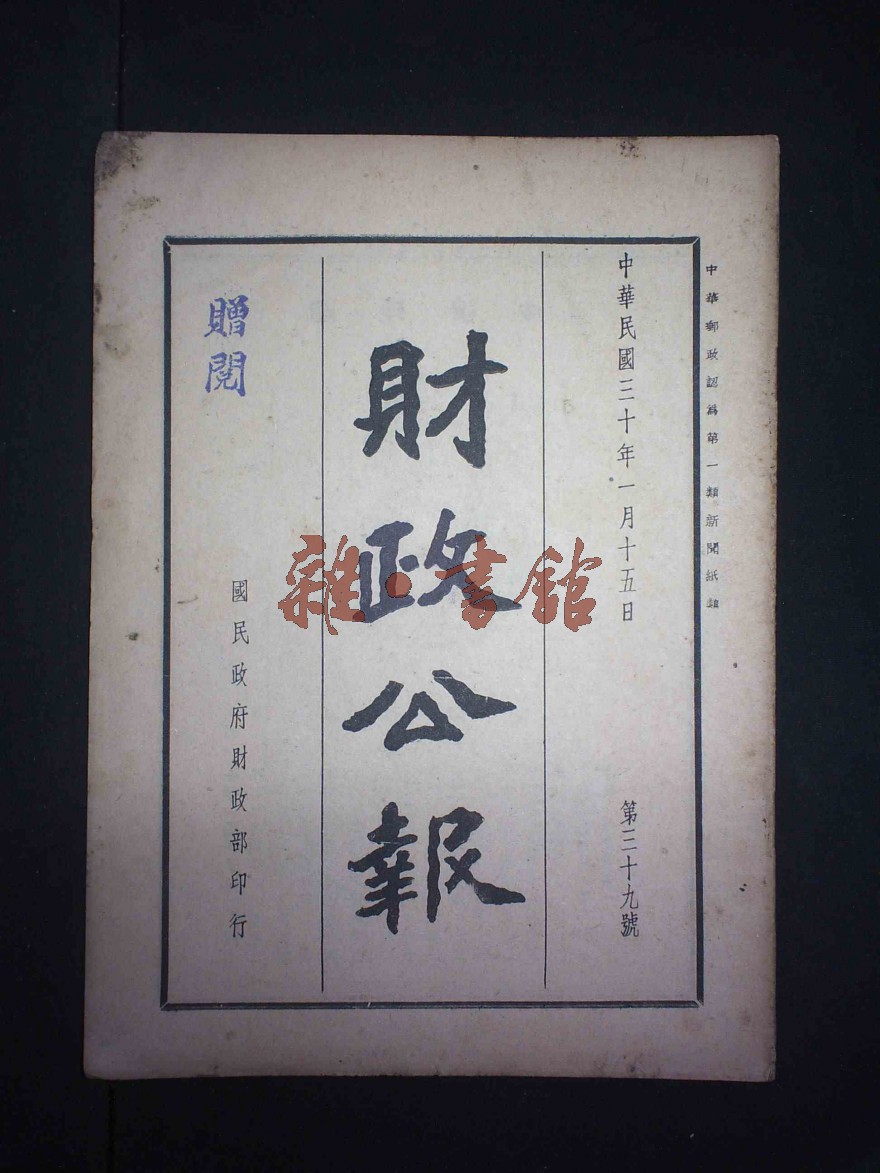 中華郵政認爲第一類新聞紙類
中華民國三十年一月十五日
第三十九號
財政公報
國民政府財政部印行
贈閱
雜·書館